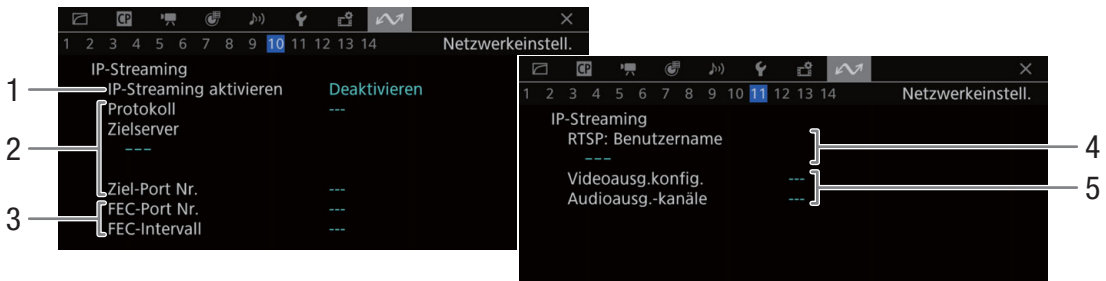 CP
1 2 3 4 5 6 7 8 9 10 11 12 13 14 Netzwerkeinstell.
IP-Streaming
1 IP-Streaming aktivieren Deaktivieren
Protokoll ---
Zielserver
2 ---
Ziel-Port Nr. ---
3 FEC-Port Nr. ---
FEC-Intervall ---
CP
1 2 3 4 5 6 7 8 9 10 11 12 13 14 Netzwerkeinstell.
IP-Streaming
RTSP: Benutzername 4
---
Videoausg.konfig. --- 5
Audioausg.-kanäle ---